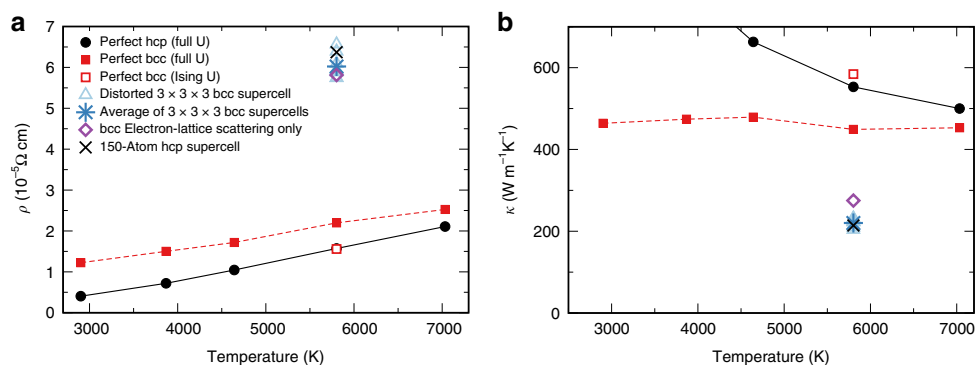 a
7
6
5
4
3
2
1
0
ρ (10⁻⁵Ω cm)
Perfect hcp (full U)
Perfect bcc (full U)
Perfect bcc (Ising U)
Distorted 3 × 3 × 3 bcc supercell
Average of 3 × 3 × 3 bcc supercells
bcc Electron-lattice scattering only
150-Atom hcp supercell
3000 4000 5000 6000 7000
Temperature (K)
b
600
400
200
0
κ (W m⁻¹K⁻¹)
3000 4000 5000 6000 7000
Temperature (K)